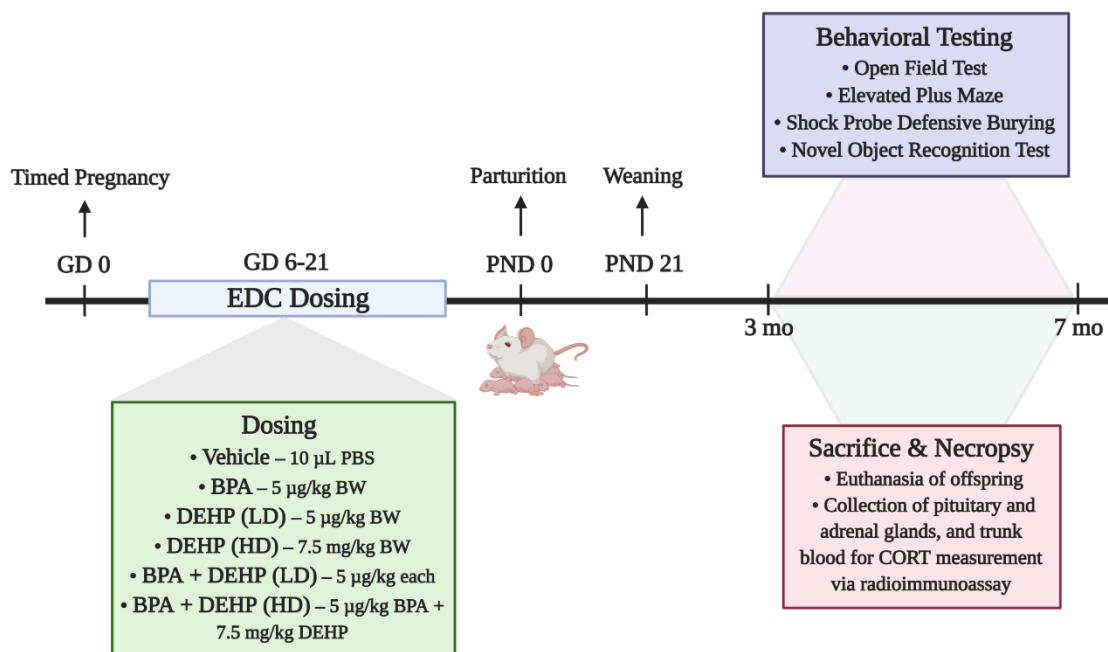 Behavioral Testing
• Open Field Test
• Elevated Plus Maze
• Shock Probe Defensive Burying
• Novel Object Recognition Test
Timed Pregnancy
Parturition
Weaning
GD 0
GD 6-21
PND 0
PND 21
EDC Dosing
3 mo
7 mo
Dosing
• Vehicle – 10 µL PBS
• BPA – 5 µg/kg BW
• DEHP (LD) – 5 µg/kg BW
• DEHP (HD) – 7.5 mg/kg BW
• BPA + DEHP (LD) – 5 µg/kg each
• BPA + DEHP (HD) – 5 µg/kg BPA +
7.5 mg/kg DEHP
Sacrifice & Necropsy
• Euthanasia of offspring
• Collection of pituitary and
adrenal glands, and trunk
blood for CORT measurement
via radioimmunoassay